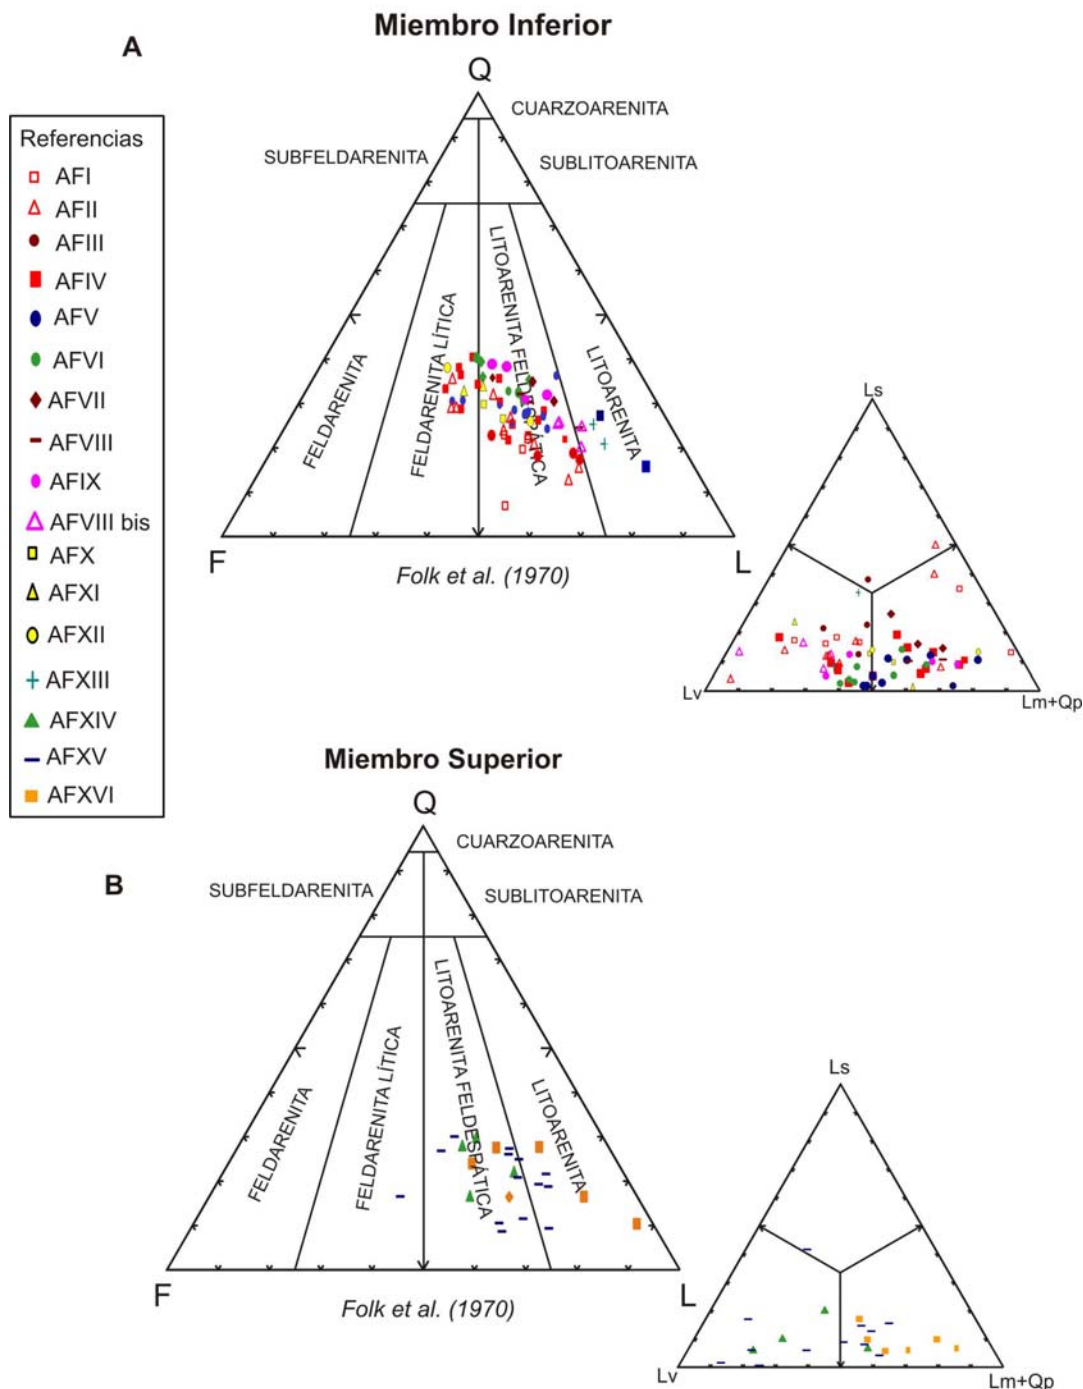 Miembro Inferior
A
Q
CUARZOARENITA
SUBFELDARENITA
SUBLITOARENITA
FELDARENITA
FELDARENITA LÍTICA
LITOARENITA FELDESPÁTICA
LITOARENITA
F
L
Folk et al. (1970)
Referencias
AFI
AFII
AFIII
AFIV
AFV
AFVI
AFVII
AFVIII
AFIX
AFVIII bis
AFX
AFXI
AFXII
AFXIII
AFXIV
AFXV
AFXVI
Ls
Lv
Lm+Qp
Miembro Superior
B
Q
CUARZOARENITA
SUBFELDARENITA
SUBLITOARENITA
FELDARENITA
FELDARENITA LÍTICA
LITOARENITA FELDESPÁTICA
LITOARENITA
F
L
Folk et al. (1970)
Ls
Lv
Lm+Qp